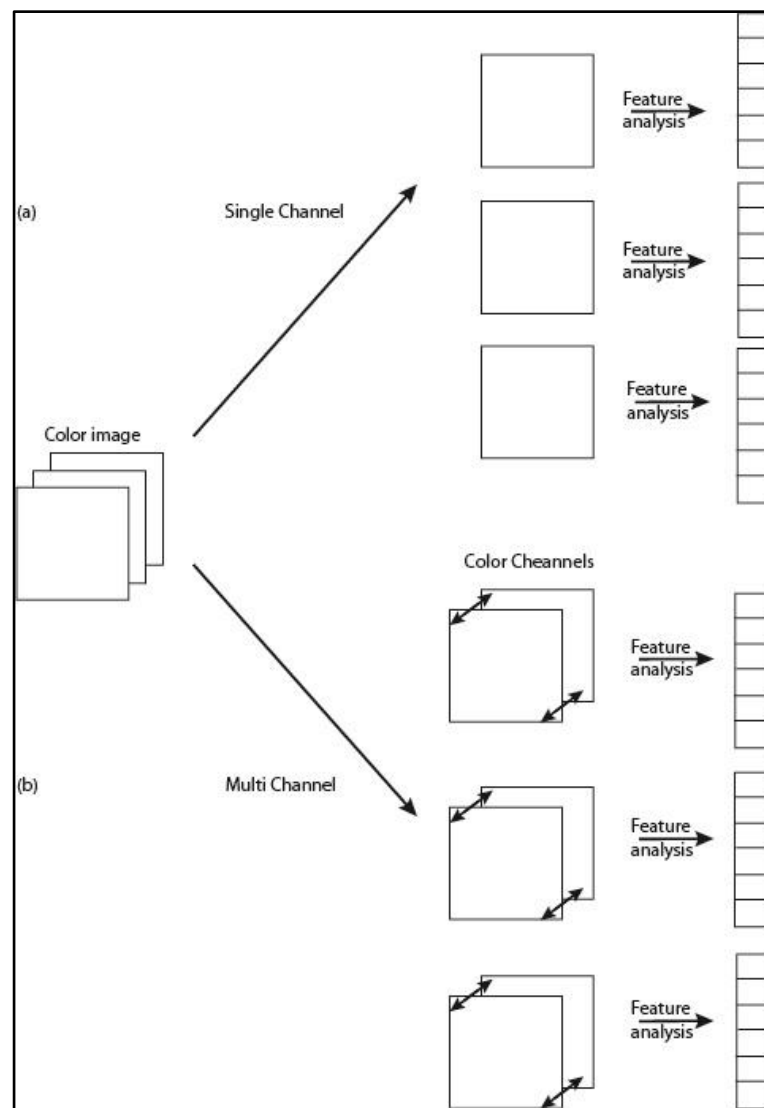 Feature
analysis
(a)
Single Channel
Feature
analysis
Feature
analysis
Color image
Color Cheannels
Feature
analysis
(b)
Multi Channel
Feature
analysis
Feature
analysis